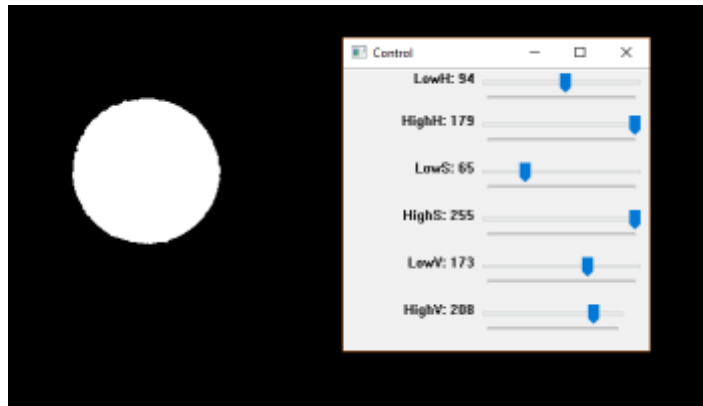 Control
LowH: 94
HighH: 179
LowS: 65
HighS: 255
LowV: 173
HighV: 208